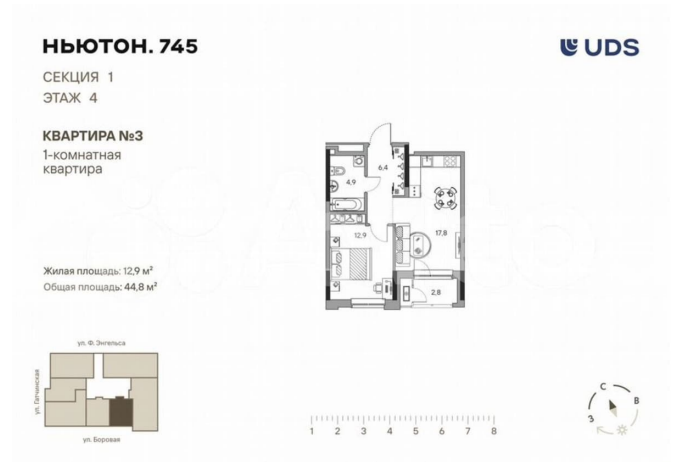 НЬЮТОН. 745
UDS
СЕКЦИЯ 1
ЭТАЖ 4
КВАРТИРА №3
1-комнатная
квартира
6,4
4,9
12,9
17,8
2,8
Жилая площадь: 12,9 м²
Общая площадь: 44,8 м²
ул. Ф. Энгельса
ул. Гатчинская
ул. Боровая
1 2 3 4 5 6 7 8
С
В
З